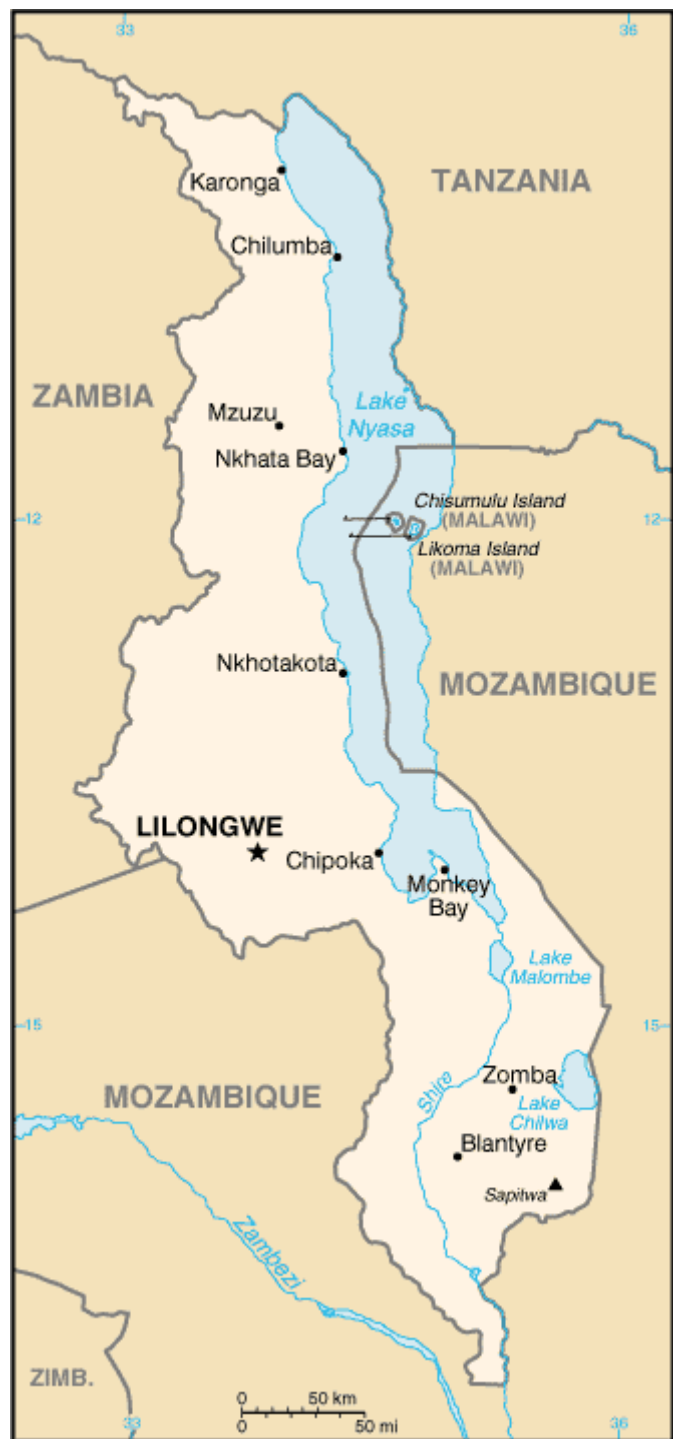 33
36
Karonga
TANZANIA
Chilumba
ZAMBIA
Mzuzu
Lake
Nyasa
Nkhata Bay
Chisumulu Island
12
(MALAWI)
12
Likoma Island
(MALAWI)
Nkhotakota
MOZAMBIQUE
LILONGWE
Chipoka
Monkey
Bay
Lake
Malombe
15
15
Zomba
MOZAMBIQUE
Shire
Lake
Chilwa
Blantyre
Sapitwa
Zambezi
ZIMB.
0 50 km
0 50 mi
33
36